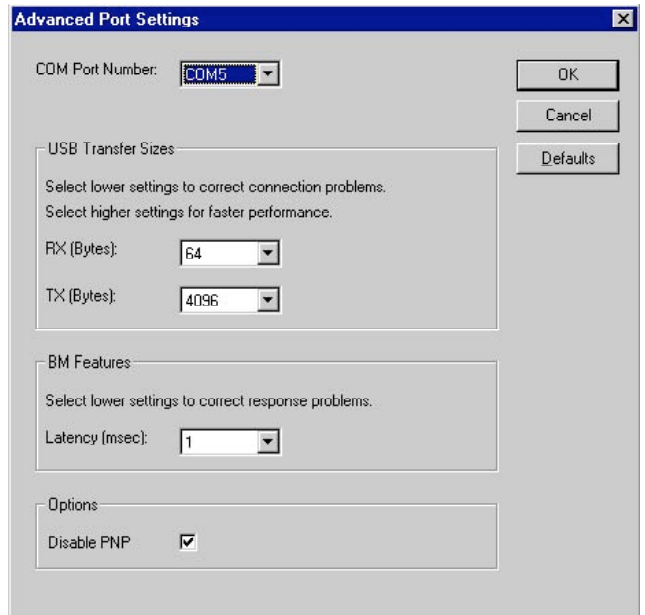 Advanced Port Settings
COM Port Number: COM5
OK
Cancel
Defaults
USB Transfer Sizes
Select lower settings to correct connection problems.
Select higher settings for faster performance.
RX (Bytes): 64
TX (Bytes): 4096
BM Features
Select lower settings to correct response problems.
Latency (msec): 1
Options
Disable PNP